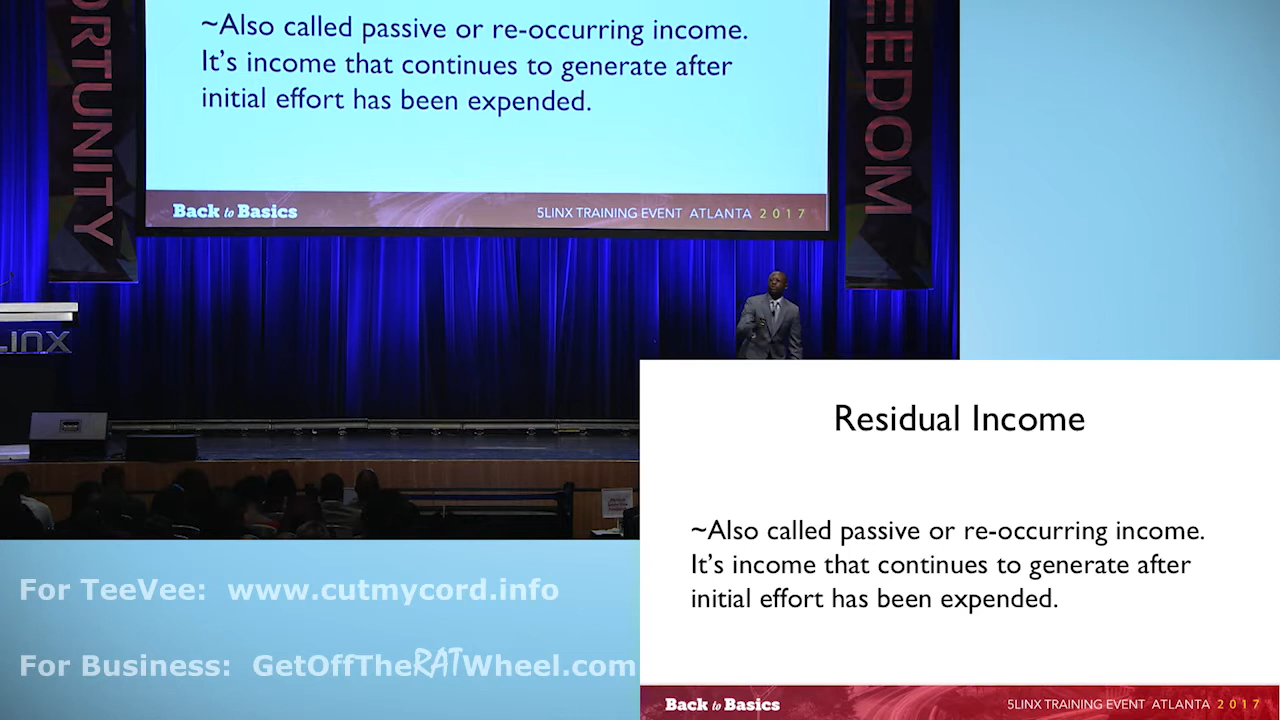 ORTUNITY
~Also called passive or re-occurring income.
It's income that continues to generate after
initial effort has been expended.
Back to Basics
5LINX TRAINING EVENT ATLANTA 2017
EEDOM
LINX
Residual Income
~Also called passive or re-occurring income.
It's income that continues to generate after
initial effort has been expended.
For TeeVee: www.cutmycord.info
For Business: GetOffTheRATWheel.com
Back to Basics
5LINX TRAINING EVENT ATLANTA 2017